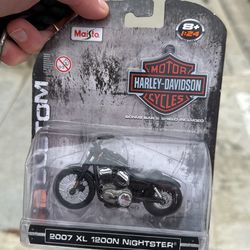 Maisto
8+
1:24
MOTOR
HARLEY-DAVIDSON
CYCLES
CUSTOM
2007 XL 1200N NIGHTSTER